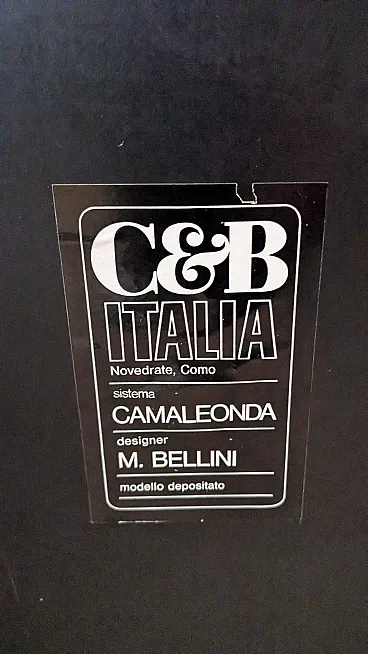 C&B
ITALIA
Novedrate, Como
sistema
CAMALEONDA
designer
M. BELLINI
modello depositato